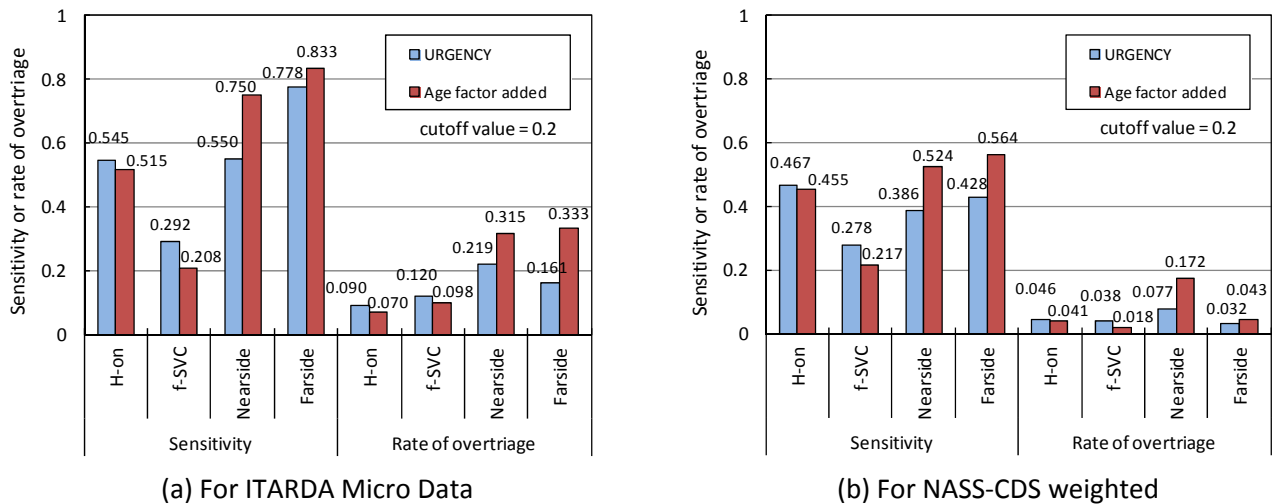 Sensitivity or rate of overtriage
1
0.8
0.6
0.4
0.2
0
URGENCY
Age factor added
cutoff value = 0.2
0.545
0.515
0.292
0.208
0.550
0.750
0.778
0.833
0.090
0.070
0.120
0.098
0.219
0.315
0.161
0.333
H-on
f-SVC
Nearside
Farside
H-on
f-SVC
Nearside
Farside
Sensitivity
Rate of overtriage
(a) For ITARDA Micro Data
Sensitivity or rate of overtriage
1
0.8
0.6
0.4
0.2
0
URGENCY
Age factor added
cutoff value = 0.2
0.467
0.455
0.278
0.217
0.386
0.524
0.428
0.564
0.046
0.041
0.038
0.018
0.077
0.172
0.032
0.043
H-on
f-SVC
Nearside
Farside
H-on
f-SVC
Nearside
Farside
Sensitivity
Rate of overtriage
(b) For NASS-CDS weighted